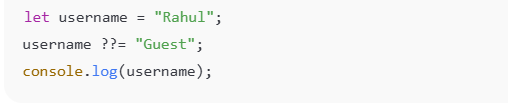 let username = "Rahul";
username ??= "Guest";
console.log(username);